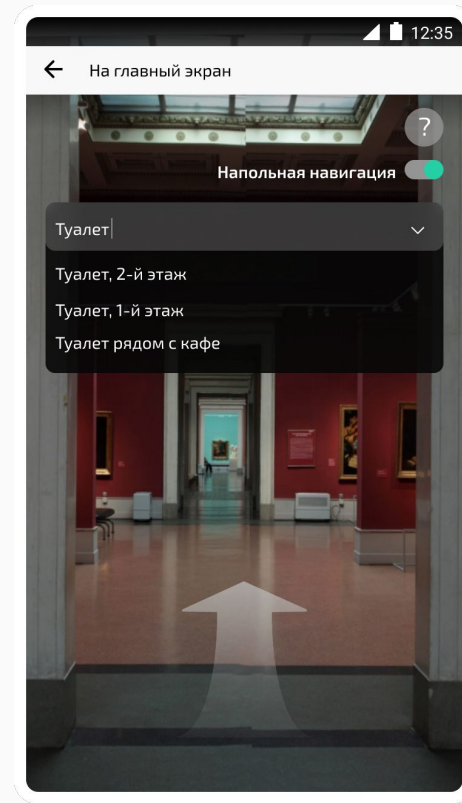 12:35
На главный экран
?
Напольная навигация
Туалет
Туалет, 2-й этаж
Туалет, 1-й этаж
Туалет рядом с кафе